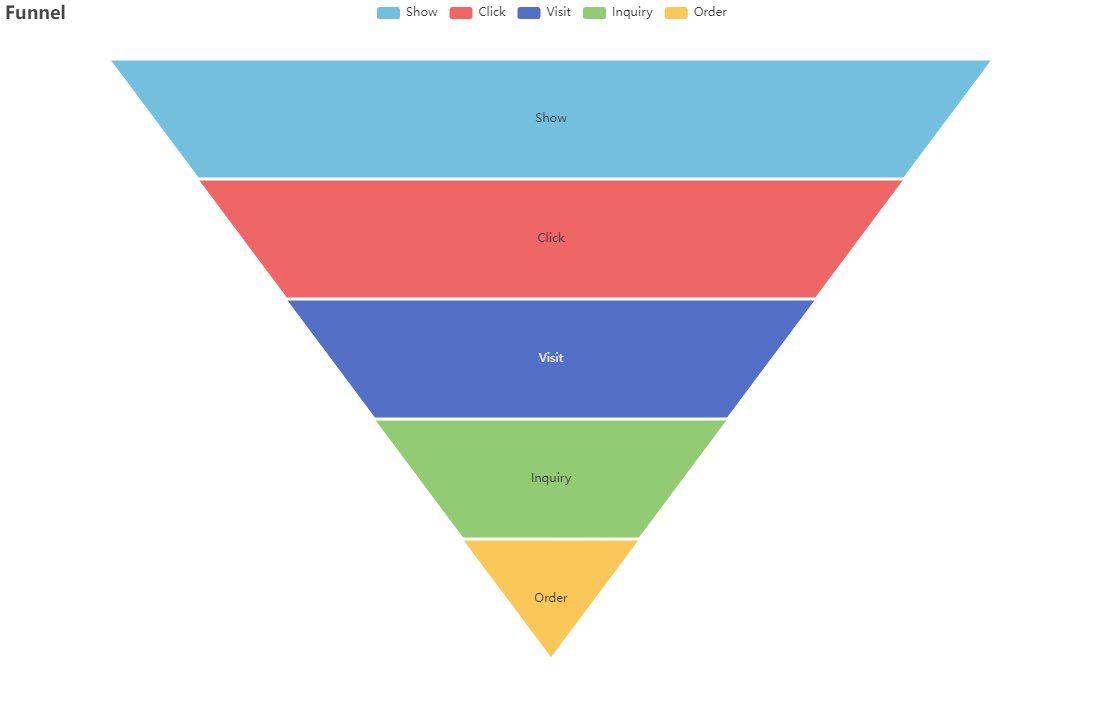 Funnel
Show Click Visit Inquiry Order
Show
Click
Visit
Inquiry
Order